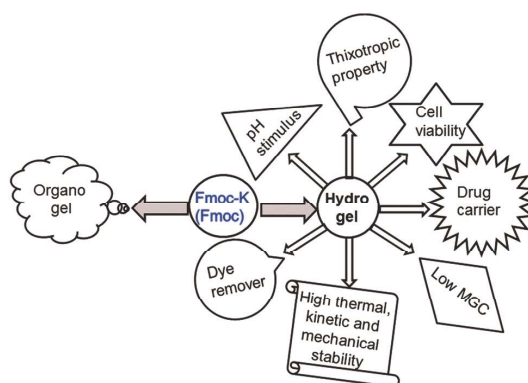 Thixotropic
property
pH
stimulus
Cell
viability
Organo
gel
Fmoc-K
(Fmoc)
Hydro
gel
Drug
carrier
Dye
remover
Low MGC
High thermal,
kinetic and
mechanical
stability